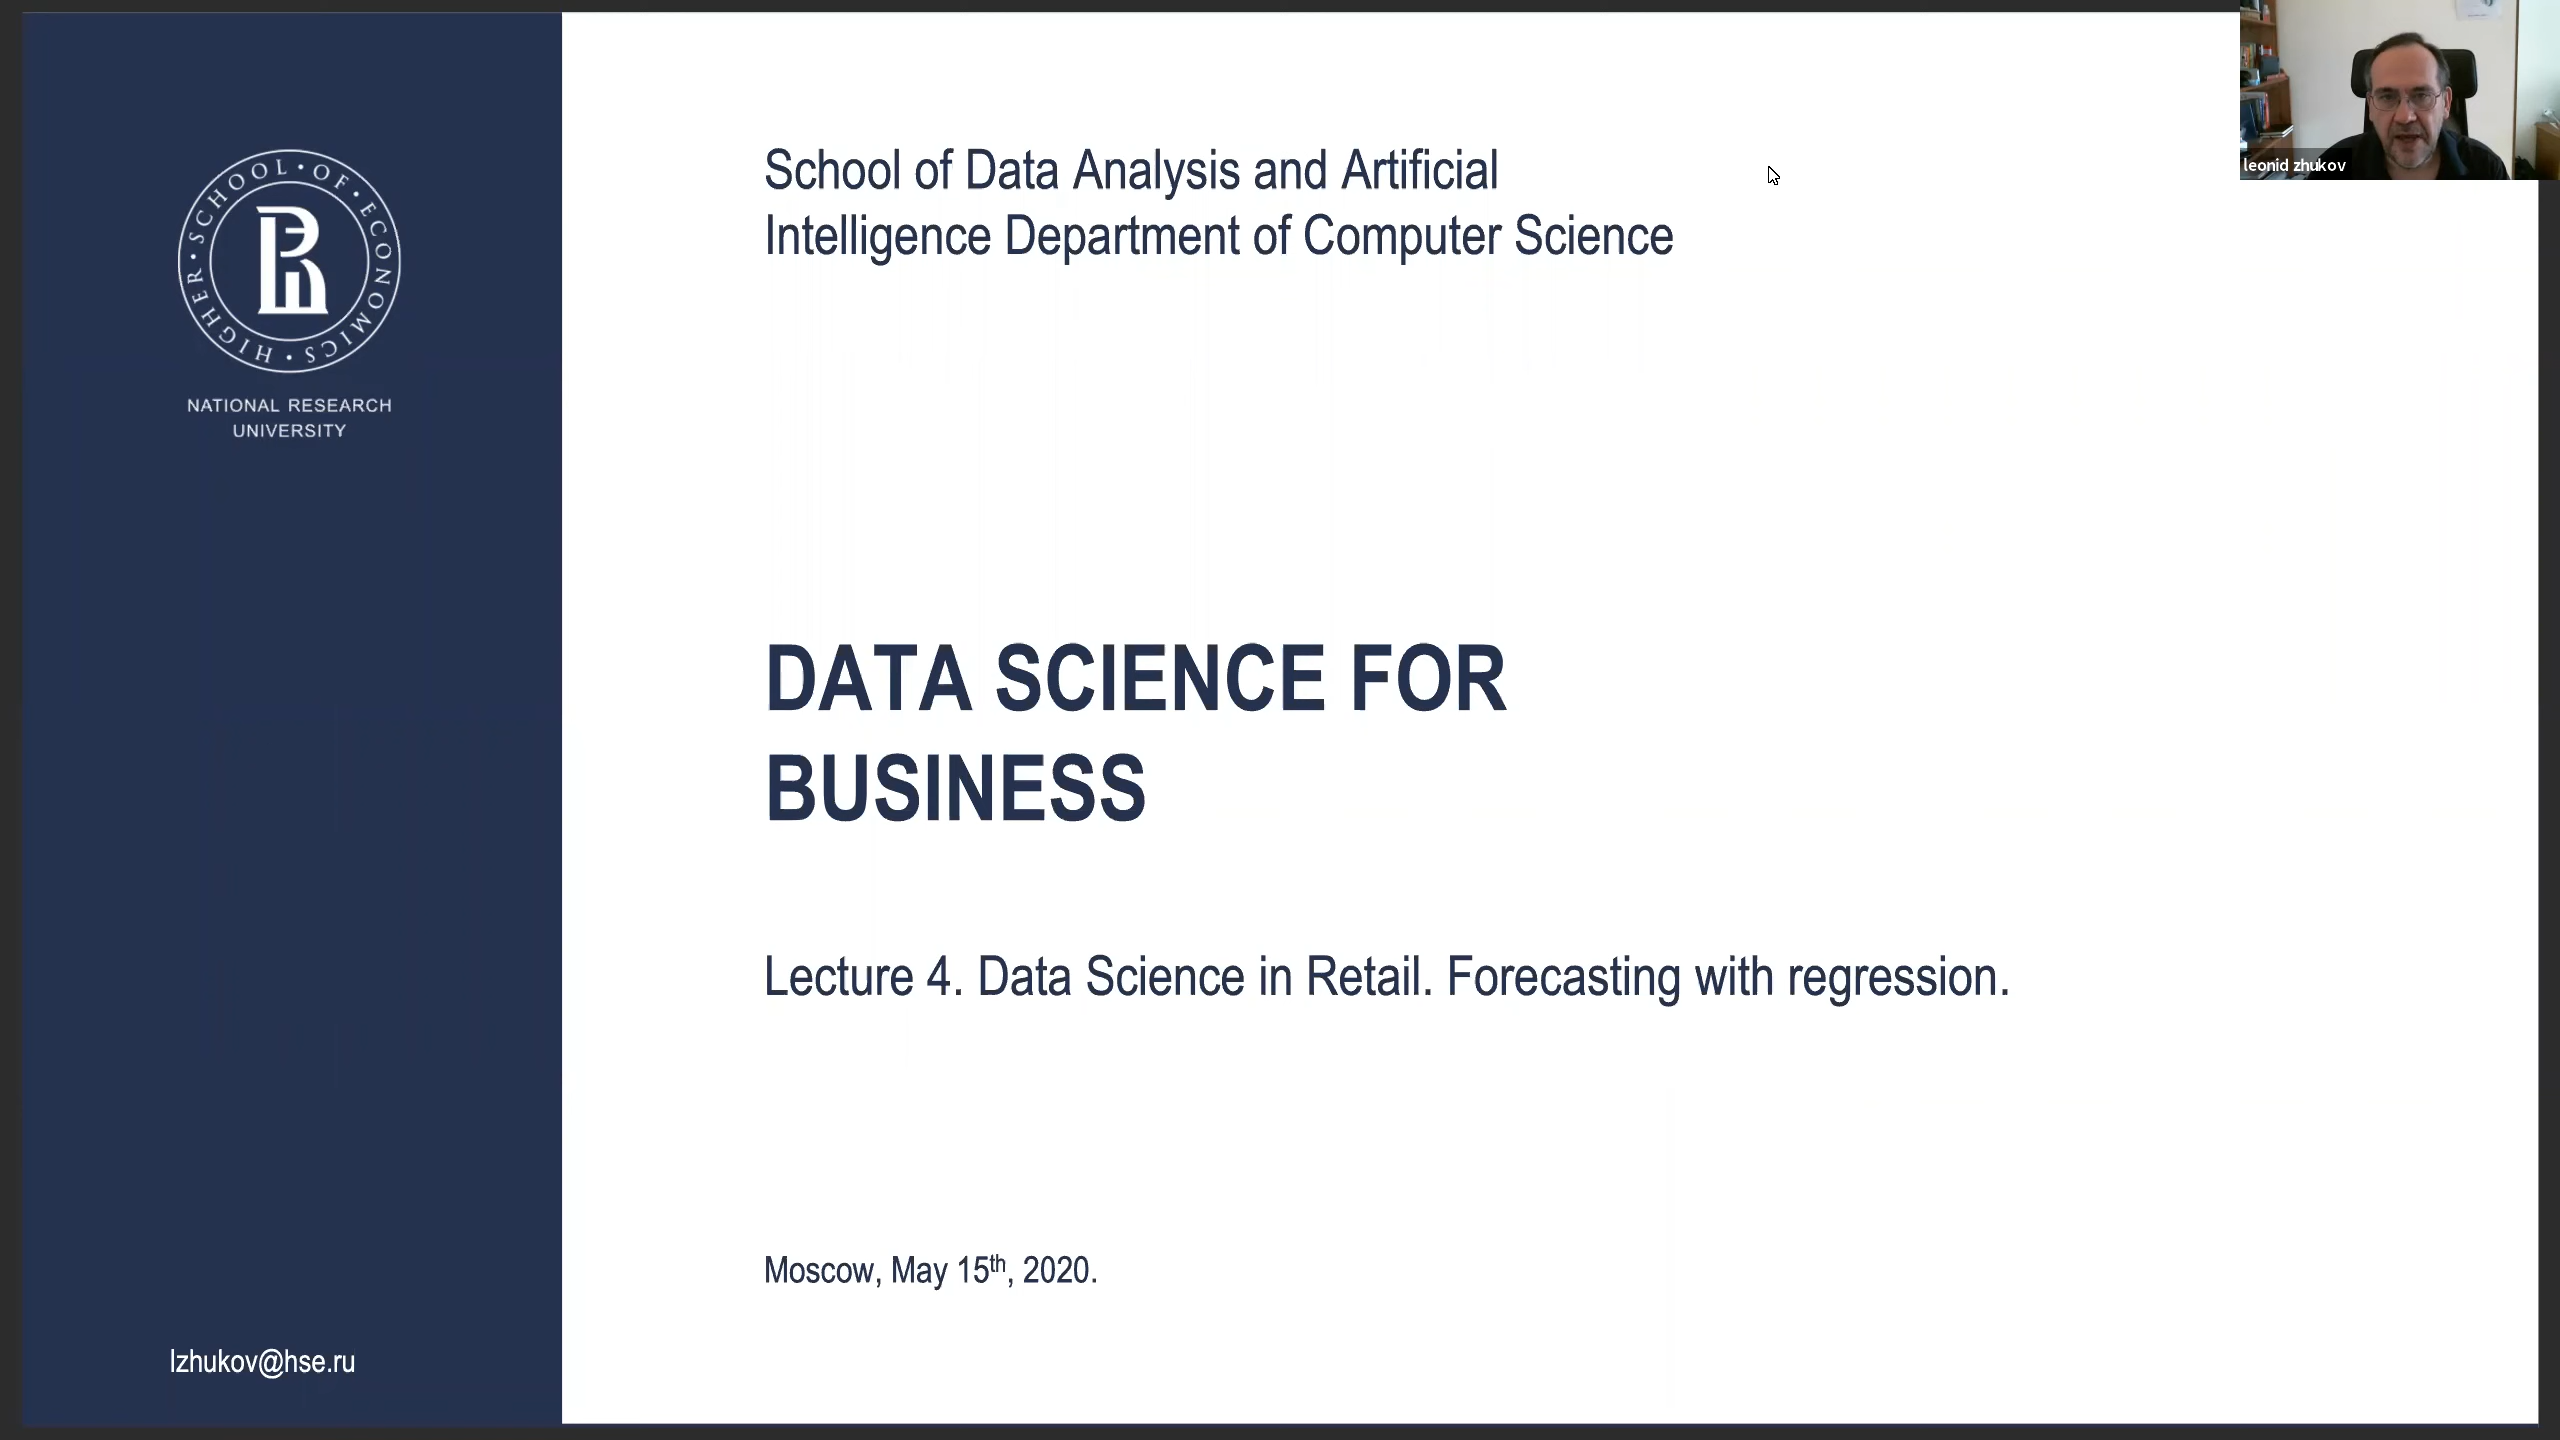 HIGHER · SCHOOL · OF · ECONOMICS ·
NATIONAL RESEARCH
UNIVERSITY
lzhukov@hse.ru
School of Data Analysis and Artificial
Intelligence Department of Computer Science
DATA SCIENCE FOR
BUSINESS
Lecture 4. Data Science in Retail. Forecasting with regression.
Moscow, May 15th, 2020.
leonid zhukov